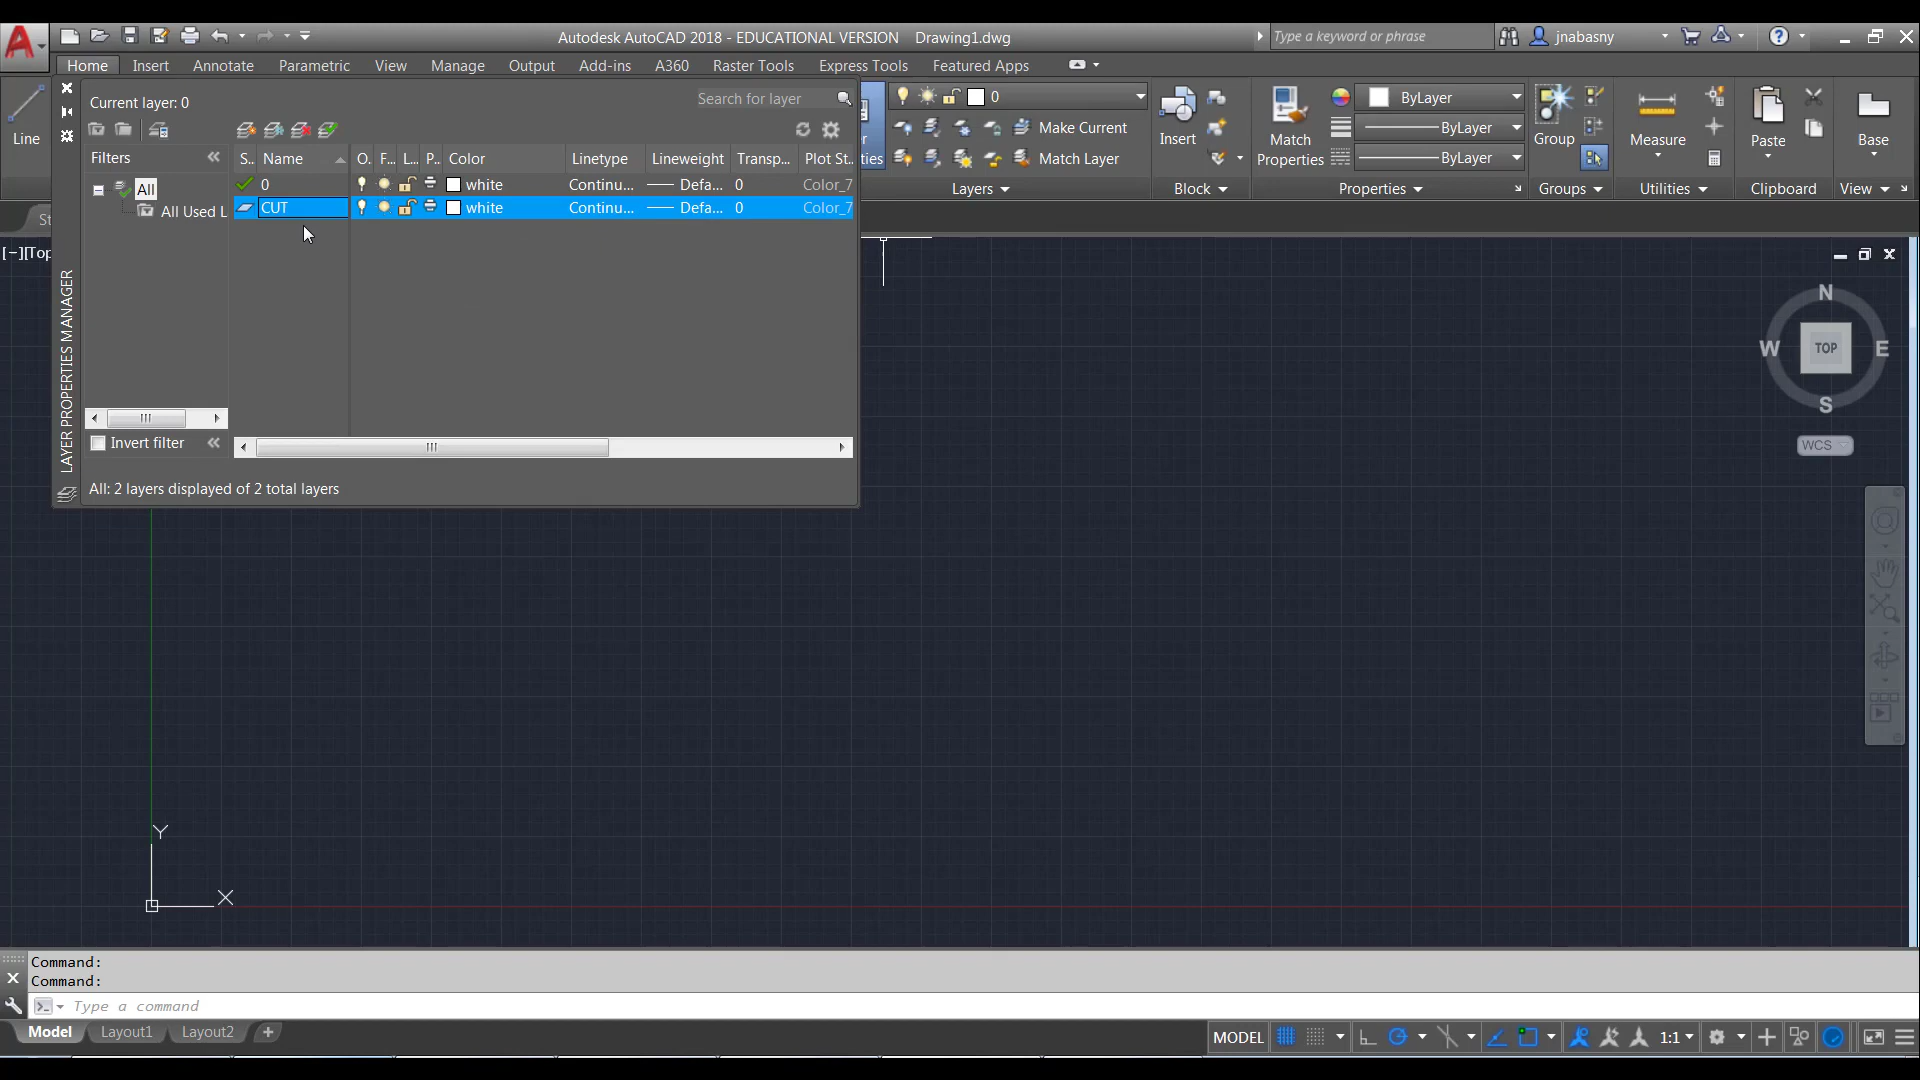 Autodesk AutoCAD 2018 - EDUCATIONAL VERSION Drawing1.dwg
Type a keyword or phrase
jnabasny
Home Insert Annotate Parametric View Manage Output Add-ins A360 Raster Tools Express Tools Featured Apps
Line
Current layer: 0
Search for layer
Filters
S.. Name O. F.. L.. P.. Color Linetype Lineweight Transp... Plot St..
All
All Used L
0 white Continu... Defa... 0 Color_7
CUT white Continu... Defa... 0 Color_7
Invert filter
All: 2 layers displayed of 2 total layers
LAYER PROPERTIES MANAGER
0
Make Current
Match Layer
Layers
Insert
Block
Match
Properties
ByLayer
ByLayer
ByLayer
Properties
Group
Groups
Measure
Utilities
Paste
Clipboard
Base
View
St
[−][Top
N
W TOP E
S
WCS
Y
X
Command:
Command:
Type a command
Model Layout1 Layout2 +
MODEL 1:1